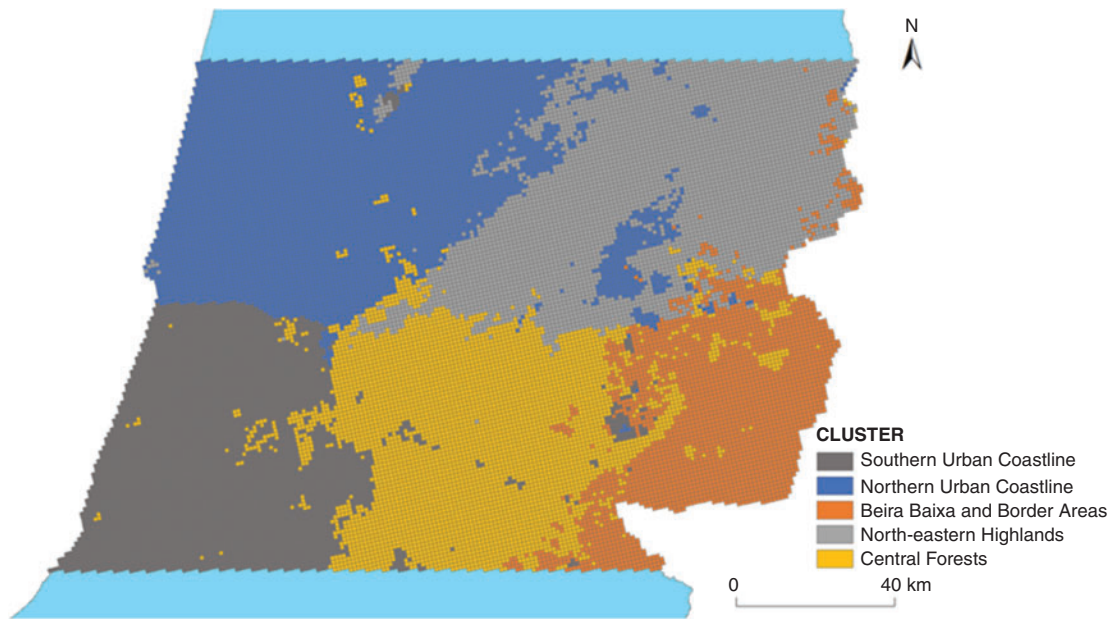 N
CLUSTER
Southern Urban Coastline
Northern Urban Coastline
Beira Baixa and Border Areas
North-eastern Highlands
Central Forests
0 40 km